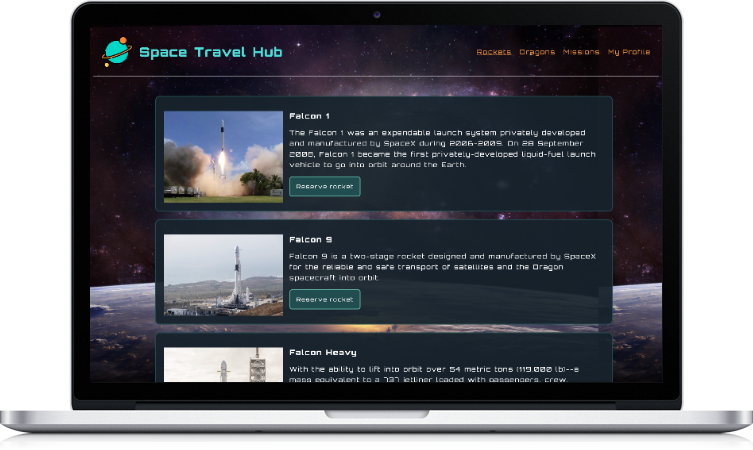 Space Travel Hub
Rockets Dragons Missions My Profile
Falcon 1
The Falcon 1 was an expendable launch system privately developed
and manufactured by SpaceX during 2006-2009. On 28 September
2008, Falcon 1 became the first privately-developed liquid-fuel launch
vehicle to go into orbit around the Earth.
Reserve rocket
Falcon 9
Falcon 9 is a two-stage rocket designed and manufactured by SpaceX
for the reliable and safe transport of satellites and the Dragon
spacecraft into orbit.
Reserve rocket
Falcon Heavy
With the ability to lift into orbit over 54 metric tons (119,000 lb)--a
mass equivalent to a 737 jetliner loaded with passengers, crew,